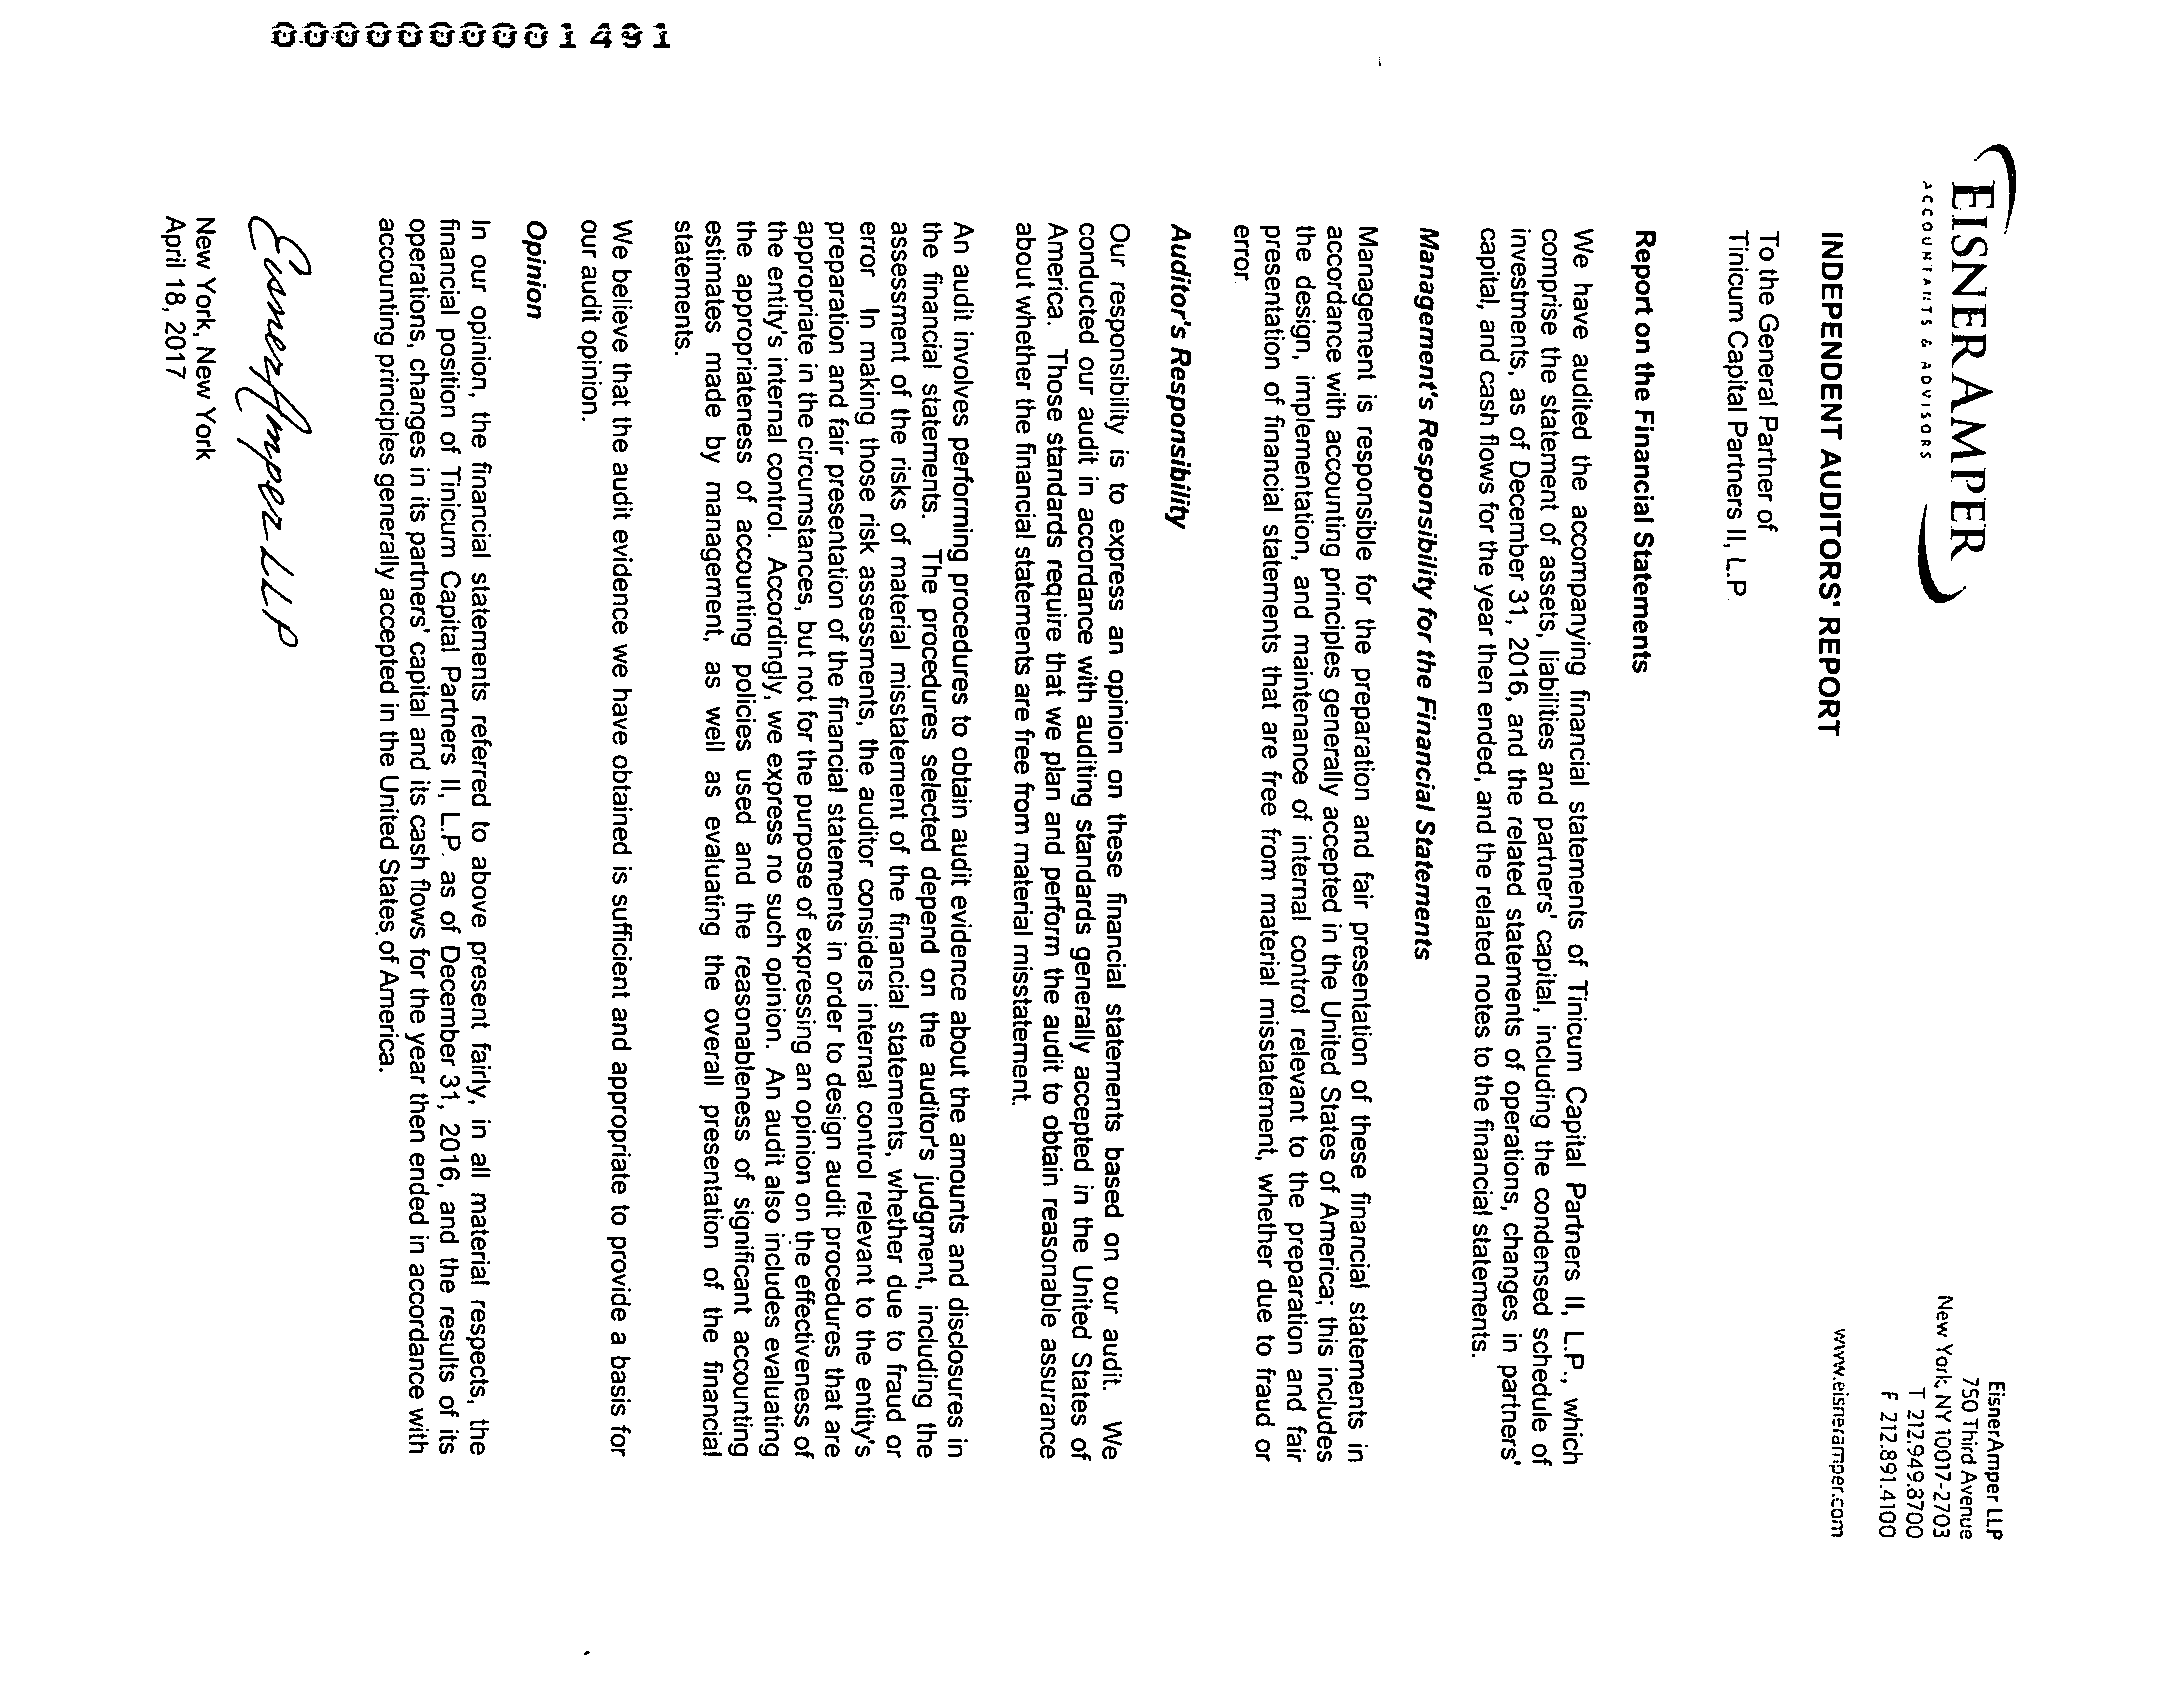 0000000001491
EISNERAMPER
ACCOUNTANTS & ADVISORS
EisnerAmper LLP
750 Third Avenue
New York, NY 10017-2703
T 212.949.8700
F 212.891.4100
www.eisneramper.com
INDEPENDENT AUDITORS' REPORT
To the General Partner of
Tinicum Capital Partners II, L.P.
Report on the Financial Statements
We have audited the accompanying financial statements of Tinicum Capital Partners II, L.P., which
comprise the statement of assets, liabilities and partners' capital, including the condensed schedule of
investments, as of December 31, 2016, and the related statements of operations, changes in partners'
capital, and cash flows for the year then ended, and the related notes to the financial statements.
Management's Responsibility for the Financial Statements
Management is responsible for the preparation and fair presentation of these financial statements in
accordance with accounting principles generally accepted in the United States of America; this includes
the design, implementation, and maintenance of internal control relevant to the preparation and fair
presentation of financial statements that are free from material misstatement, whether due to fraud or
error.
Auditor's Responsibility
Our responsibility is to express an opinion on these financial statements based on our audit. We
conducted our audit in accordance with auditing standards generally accepted in the United States of
America. Those standards require that we plan and perform the audit to obtain reasonable assurance
about whether the financial statements are free from material misstatement.
An audit involves performing procedures to obtain audit evidence about the amounts and disclosures in
the financial statements. The procedures selected depend on the auditor's judgment, including the
assessment of the risks of material misstatement of the financial statements, whether due to fraud or
error In making those risk assessments, the auditor considers internal control relevant to the entity's
preparation and fair presentation of the financial statements in order to design audit procedures that are
appropriate in the circumstances, but not for the purpose of expressing an opinion on the effectiveness of
the entity's internal control. Accordingly, we express no such opinion. An audit also includes evaluating
the appropriateness of accounting policies used and the reasonableness of significant accounting
estimates made by management, as well as evaluating the overall presentation of the financial
statements.
We believe that the audit evidence we have obtained is sufficient and appropriate to provide a basis for
our audit opinion.
Opinion
In our opinion, the financial statements referred to above present fairly, in all material respects, the
financial position of Tinicum Capital Partners II, L.P. as of December 31, 2016, and the results of its
operations, changes in its partners' capital and its cash flows for the year then ended in accordance with
accounting principles generally accepted in the United States of America.
EisnerAmper LLP
New York, New York
April 18, 2017